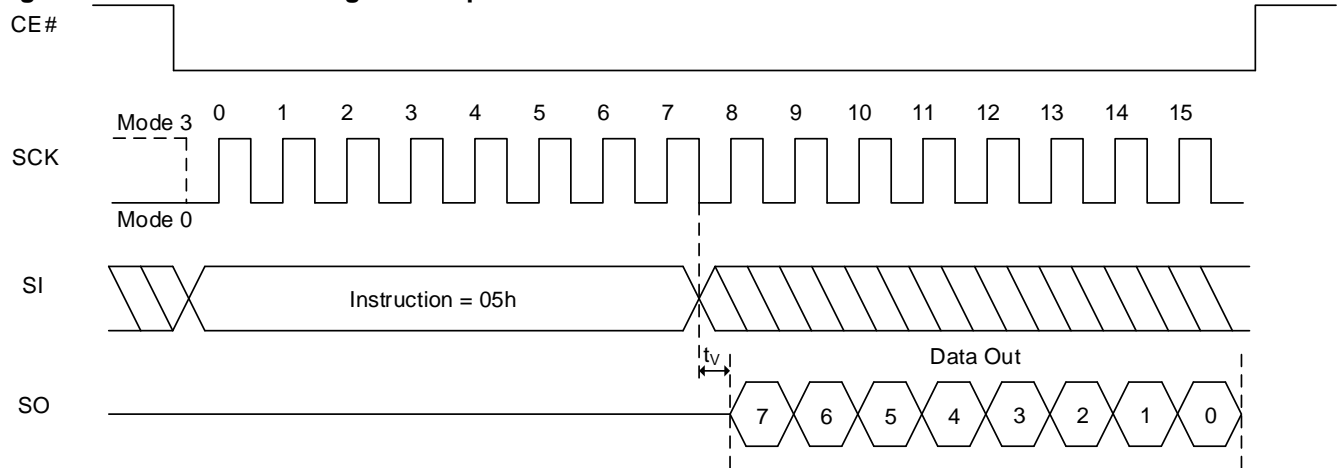 CE#
Mode 3
0 1 2 3 4 5 6 7 8 9 10 11 12 13 14 15
SCK
Mode 0
SI
Instruction = 05h
tV
Data Out
SO
7 6 5 4 3 2 1 0